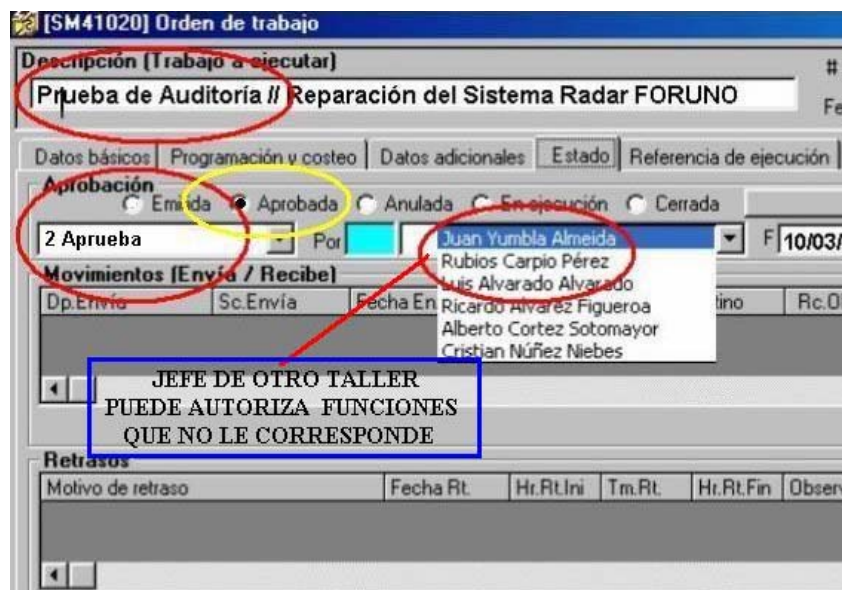 [SM41020] Orden de trabajo
Descripción (Trabajo a ejecutar)
#
Prueba de Auditoría // Reparación del Sistema Radar FORUNO
Fe
Datos básicos Programación y costeo Datos adicionales Estado Referencia de ejecución
Aprobación
Emitida Aprobada Anulada En ejecución Cerrada
2 Aprueba Por Juan Yumbla Almeida F 10/03/
Rubios Carpio Pérez
Luis Alvarado Alvarado
Ricardo Alvarez Figueroa
Alberto Cortez Sotomayor
Cristian Núñez Niebes
Movimientos (Envía / Recibe)
Dp.Envía Sc.Envía Fecha En tino Rc.O
JEFE DE OTRO TALLER
PUEDE AUTORIZA FUNCIONES
QUE NO LE CORRESPONDE
Retrasos
Motivo de retraso Fecha Rt. Hr.Rt.Ini Tm.Rt. Hr.Rt.Fin Observ